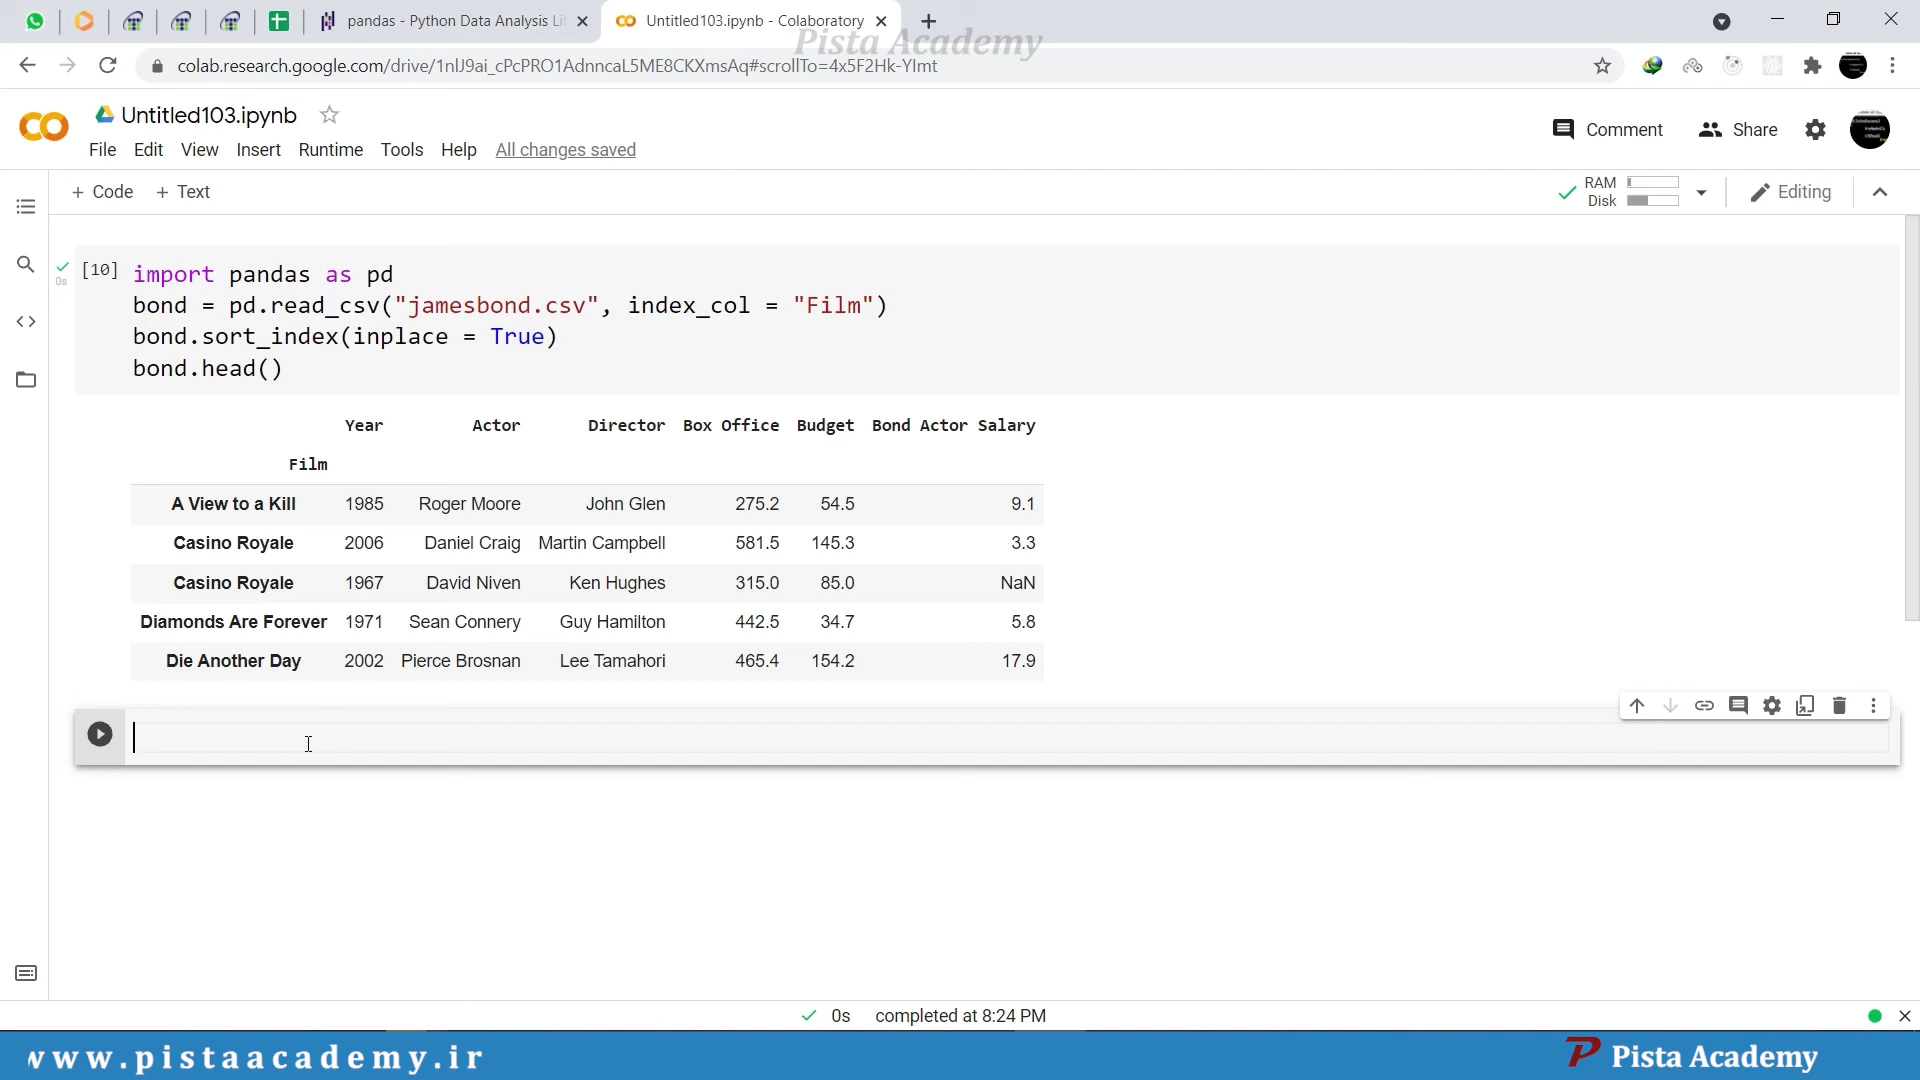 pandas - Python Data Analysis Li
Untitled103.ipynb - Colaboratory
Pista Academy
colab.research.google.com/drive/1nlJ9ai_cPcPRO1AdnncaL5ME8CKXmsAq#scrollTo=4x5F2Hk-YImt
Untitled103.ipynb
Comment
Share
File Edit View Insert Runtime Tools Help All changes saved
+ Code + Text
RAM
Disk
Editing
[10] import pandas as pd
0s
bond = pd.read_csv("jamesbond.csv", index_col = "Film")
bond.sort_index(inplace = True)
bond.head()
Year Actor Director Box Office Budget Bond Actor Salary
Film
A View to a Kill 1985 Roger Moore John Glen 275.2 54.5 9.1
Casino Royale 2006 Daniel Craig Martin Campbell 581.5 145.3 3.3
Casino Royale 1967 David Niven Ken Hughes 315.0 85.0 NaN
Diamonds Are Forever 1971 Sean Connery Guy Hamilton 442.5 34.7 5.8
Die Another Day 2002 Pierce Brosnan Lee Tamahori 465.4 154.2 17.9
0s completed at 8:24 PM
www.pistaacademy.ir
Pista Academy